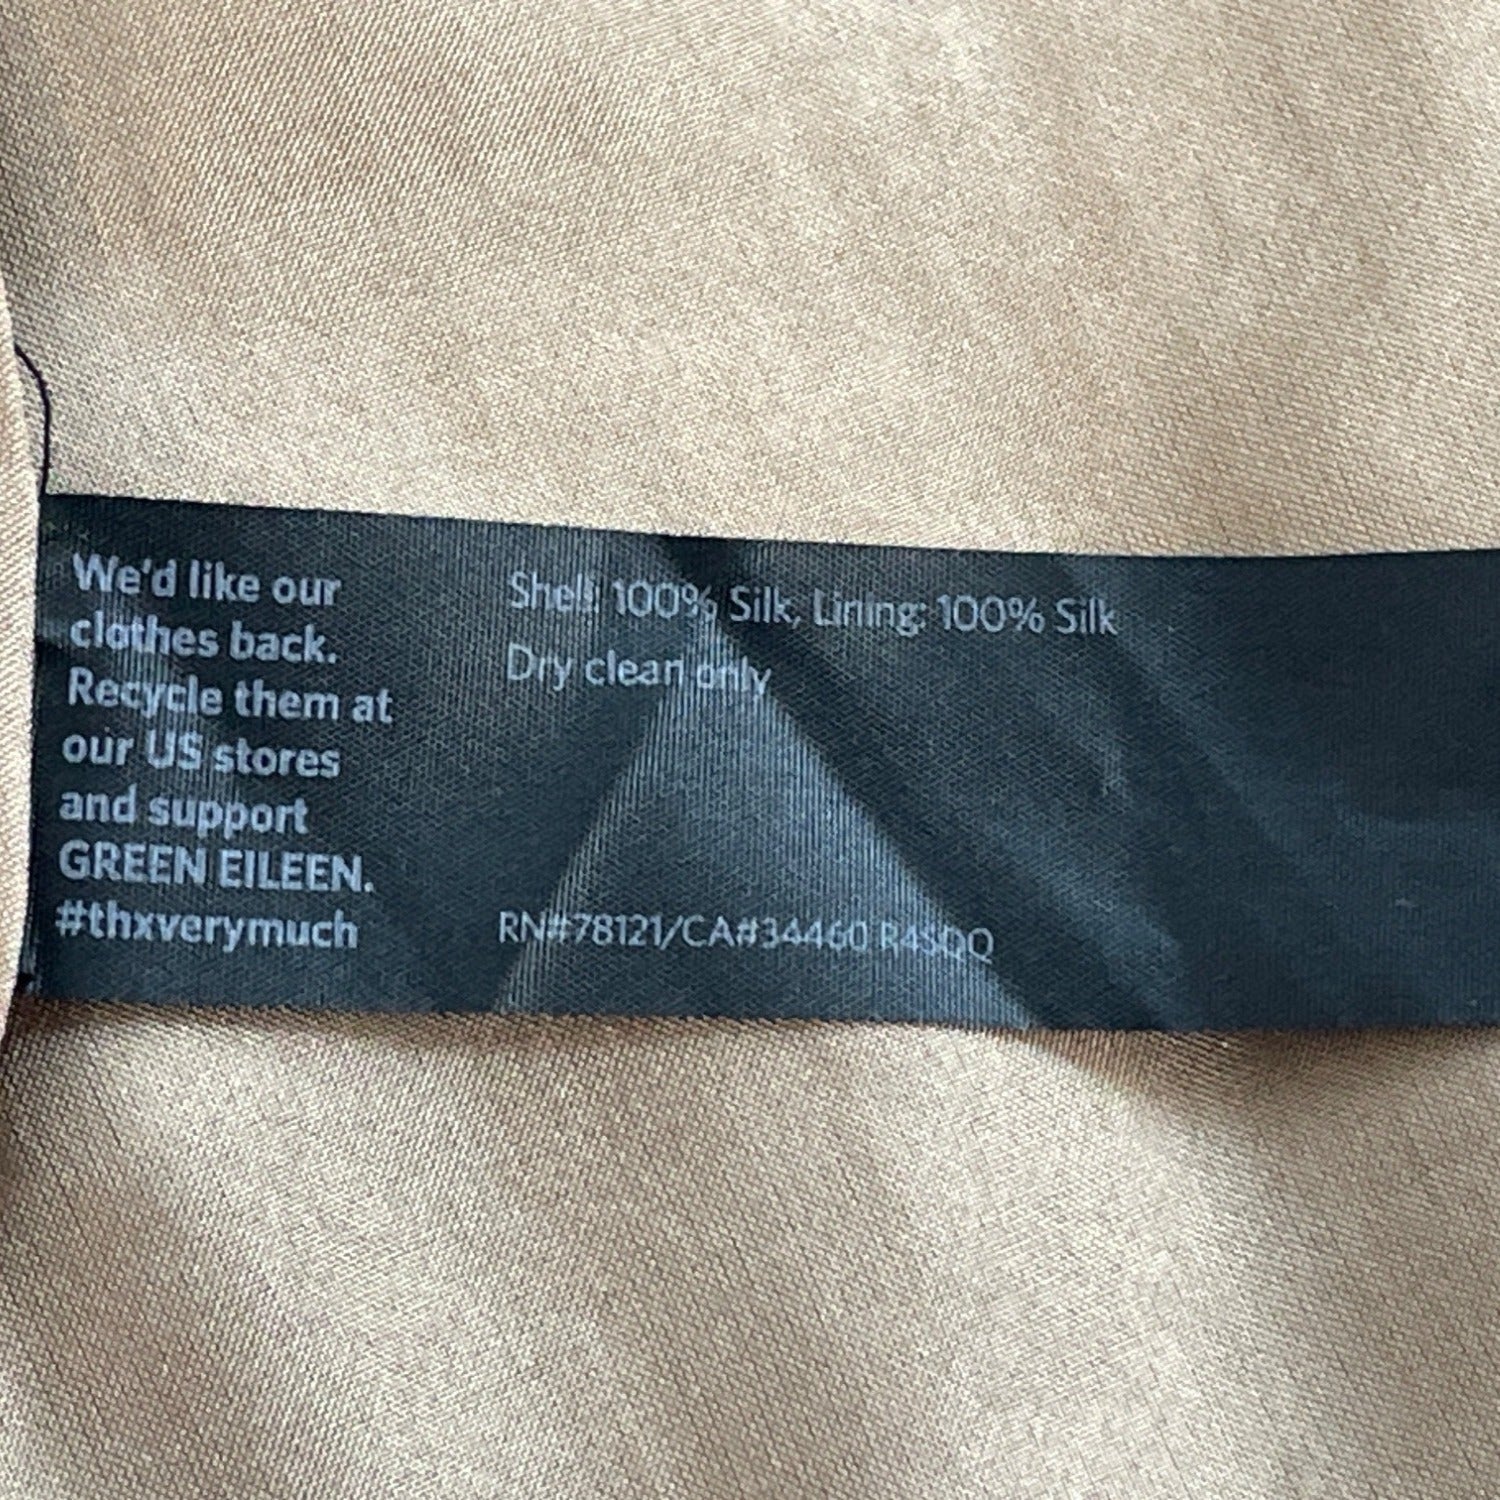 We'd like our
clothes back.
Recycle them at
our US stores
and support
GREEN EILEEN.
#thxverymuch
Shell: 100% Silk, Lining: 100% Silk
Dry clean only
RN#78121/CA#34460 R4SQQ